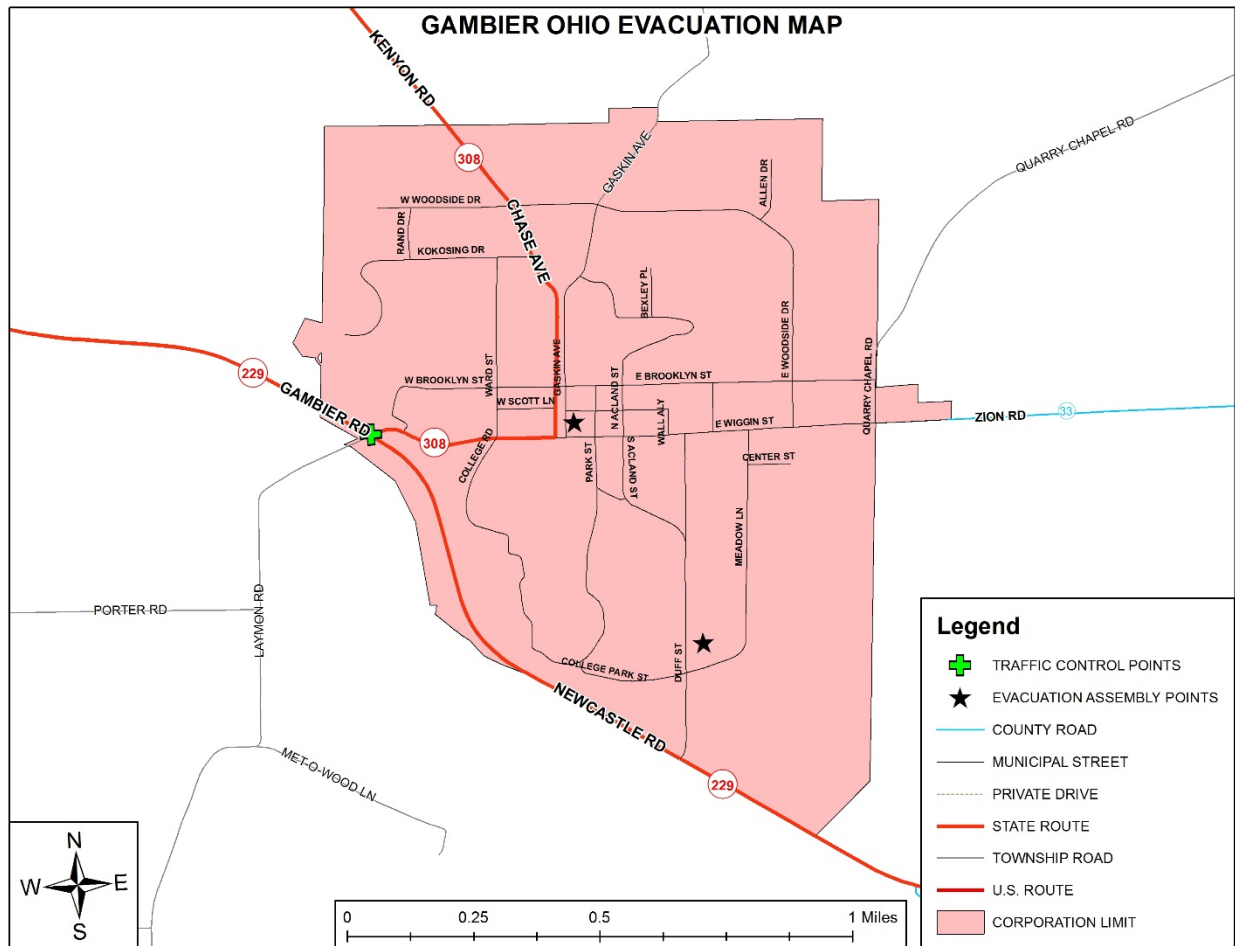 GAMBIER OHIO EVACUATION MAP
KENYON RD
308
QUARRY CHAPEL RD
GASKIN AVE
ALLEN DR
W WOODSIDE DR
CHASE AVE
RAND DR
KOKOSING DR
BEXLEY PL
E WOODSIDE DR
229
GAMBIER RD
WARD ST
GASKIN AVE
W BROOKLYN ST
E BROOKLYN ST
N ACLAND ST
QUARRY CHAPEL RD
W SCOTT LN
WALL ALY
E WIGGIN ST
ZION RD
33
308
COLLEGE RD
PARK ST
S ACLAND ST
CENTER ST
MEADOW LN
PORTER RD
LAYMON RD
COLLEGE PARK ST
DUFF ST
NEWCASTLE RD
229
MET-O-WOOD LN
Legend
TRAFFIC CONTROL POINTS
EVACUATION ASSEMBLY POINTS
COUNTY ROAD
MUNICIPAL STREET
PRIVATE DRIVE
STATE ROUTE
TOWNSHIP ROAD
U.S. ROUTE
CORPORATION LIMIT
N
W E
S
0 0.25 0.5 1 Miles